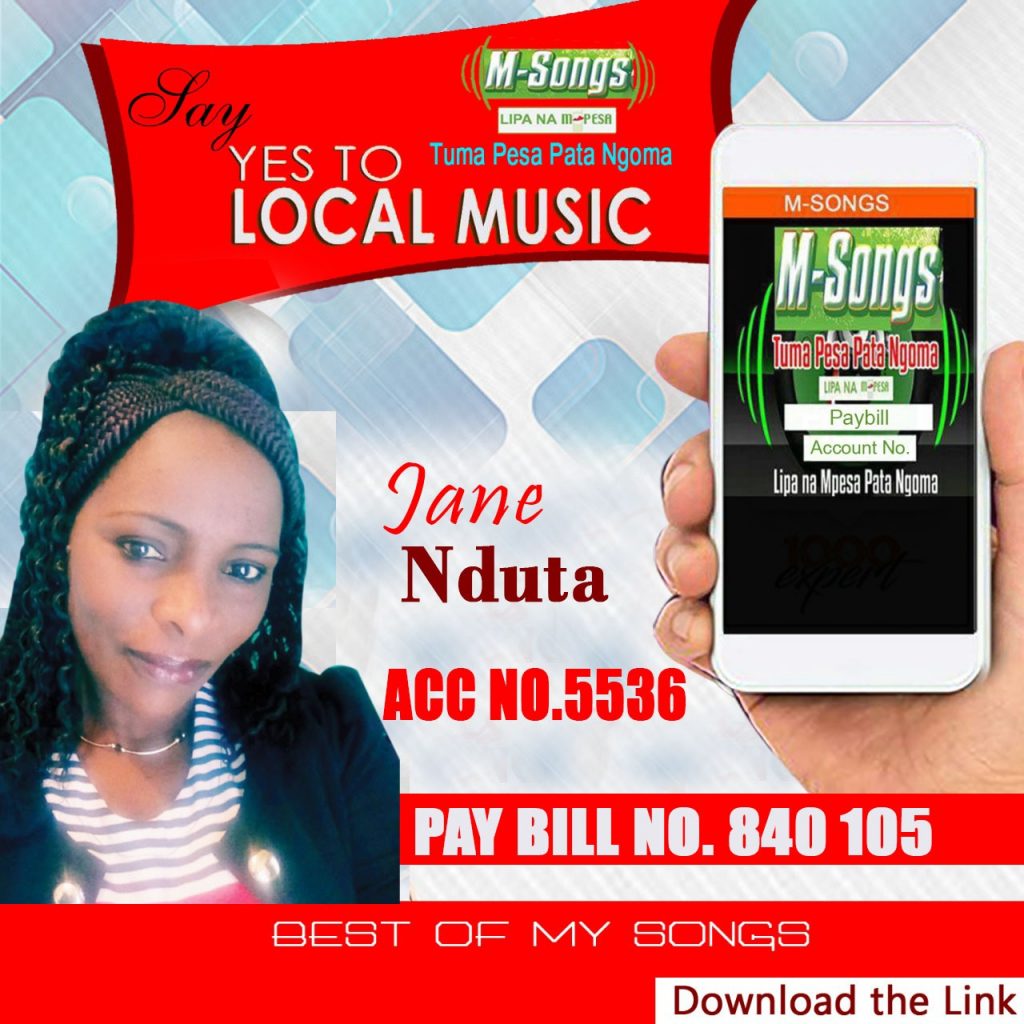 Say
YES TO
LOCAL MUSIC
M-Songs
LIPA NA M-PESA
Tuma Pesa Pata Ngoma
M-SONGS
M-Songs
Tuma Pesa Pata Ngoma
LIPA NA M-PESA
Paybill
Account No.
Lipa na Mpesa Pata Ngoma
expert
Jane
Nduta
ACC NO.5536
PAY BILL NO. 840 105
BEST OF MY SONGS
Download the Link